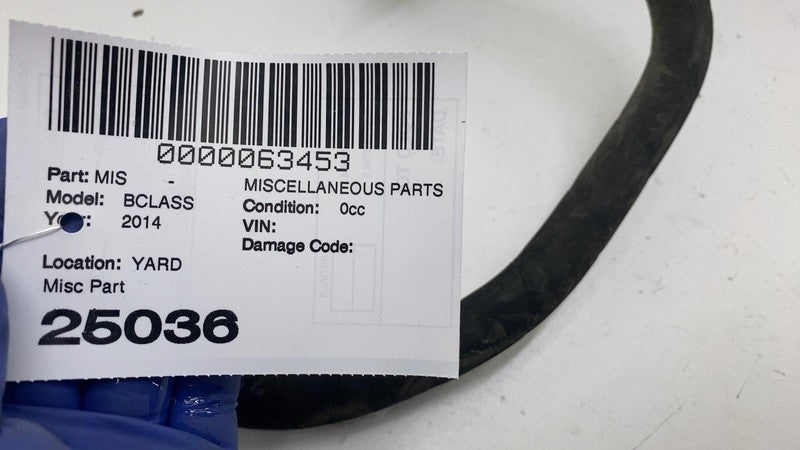 0000063453
Part: MIS - MISCELLANEOUS PARTS
Model: BCLASS Condition: 0cc
2014 VIN:
Damage Code:
Location: YARD
Misc Part
25036